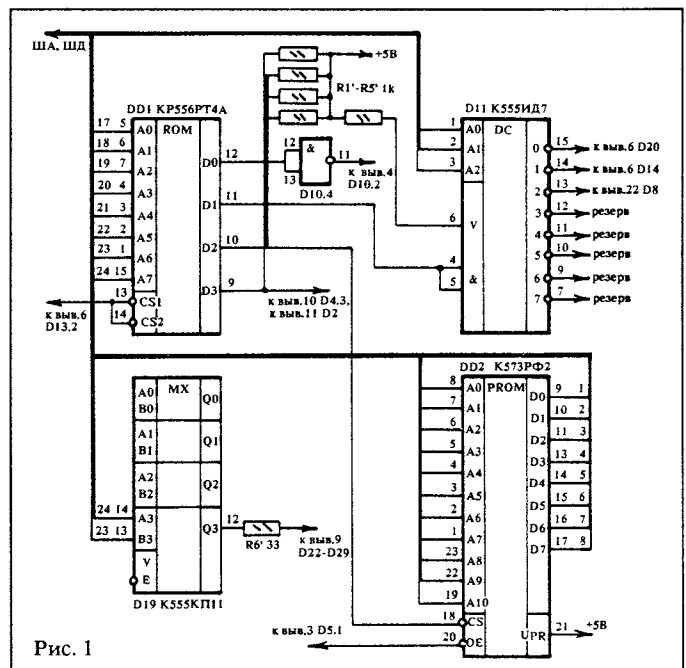 ША, ШД
+5В
R1'-R5' 1k
DD1 КР556РТ4А
D11 К555ИД7
17 5 A0 ROM
18 6 A1
19 7 A2
20 4 A3
21 3 A4
22 2 A5
23 1 A6
24 15 A7
13 CS1
14 CS2
D0 12
D1 11
D2 10
D3 9
12 & 11
13
D10.4
к выв.4
D10.2
к выв.6
D13.2
к выв.10 D4.3,
к выв.11 D2
1 A0 DC
2 A1
3 A2
6 V
4
& 5
0 15 к выв.6 D20
1 14 к выв.6 D14
2 13 к выв.22 D8
3 12 резерв
4 11 резерв
5 10 резерв
6 9 резерв
7 7 резерв
A0 MX Q0
B0
A1 Q1
B1
A2 Q2
B2
24 14 A3
23 13 B3
Q3 12
V
E
R6' 33
к выв.9
D22-D29
D19 К555КП11
DD2 К573РФ2
8 A0 PROM
7 A1
6 A2
5 A3
4 A4
3 A5
2 A6
1 A7
23 A8
22 A9
19 A10
18 CS
20 OE
D0 9 1
D1 10 2
D2 11 3
D3 13 4
D4 14 5
D5 15 6
D6 16 7
D7 17 8
UPR 21 +5В
к выв.3 D5.1
Рис. 1